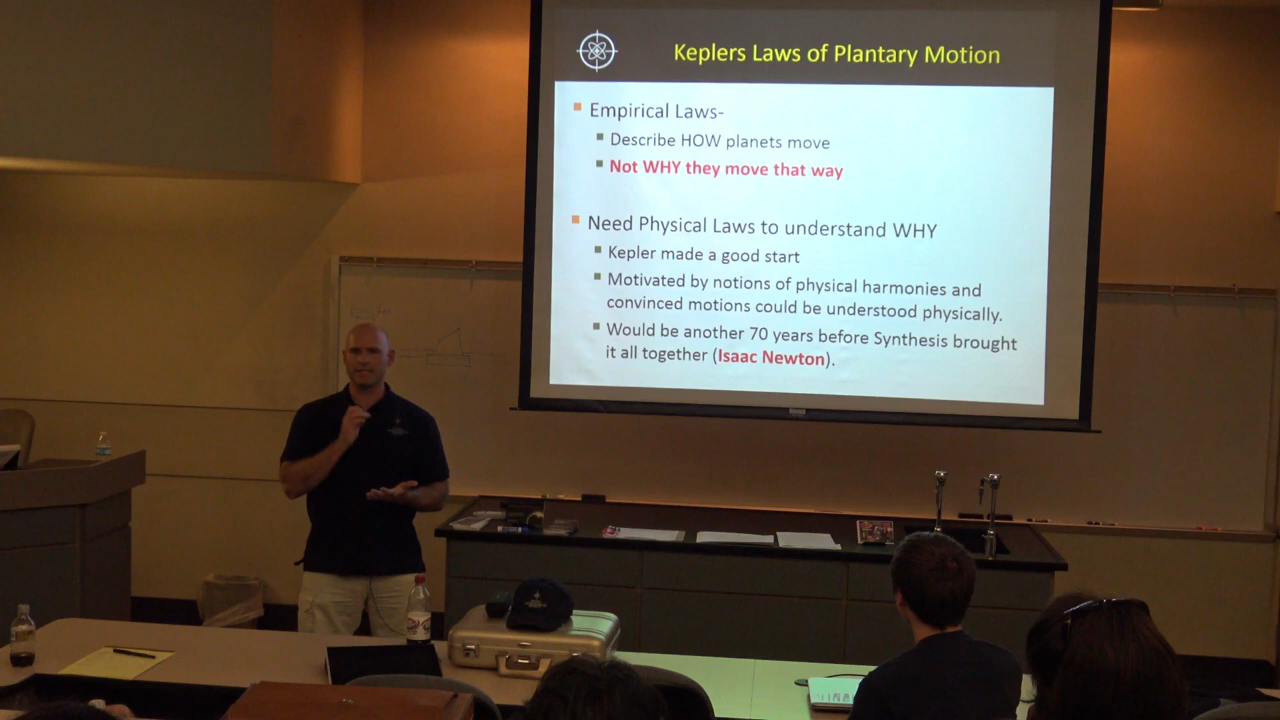 Keplers Laws of Plantary Motion
Empirical Laws-
Describe HOW planets move
Not WHY they move that way
Need Physical Laws to understand WHY
Kepler made a good start
Motivated by notions of physical harmonies and
convinced motions could be understood physically.
Would be another 70 years before Synthesis brought
it all together (Isaac Newton).